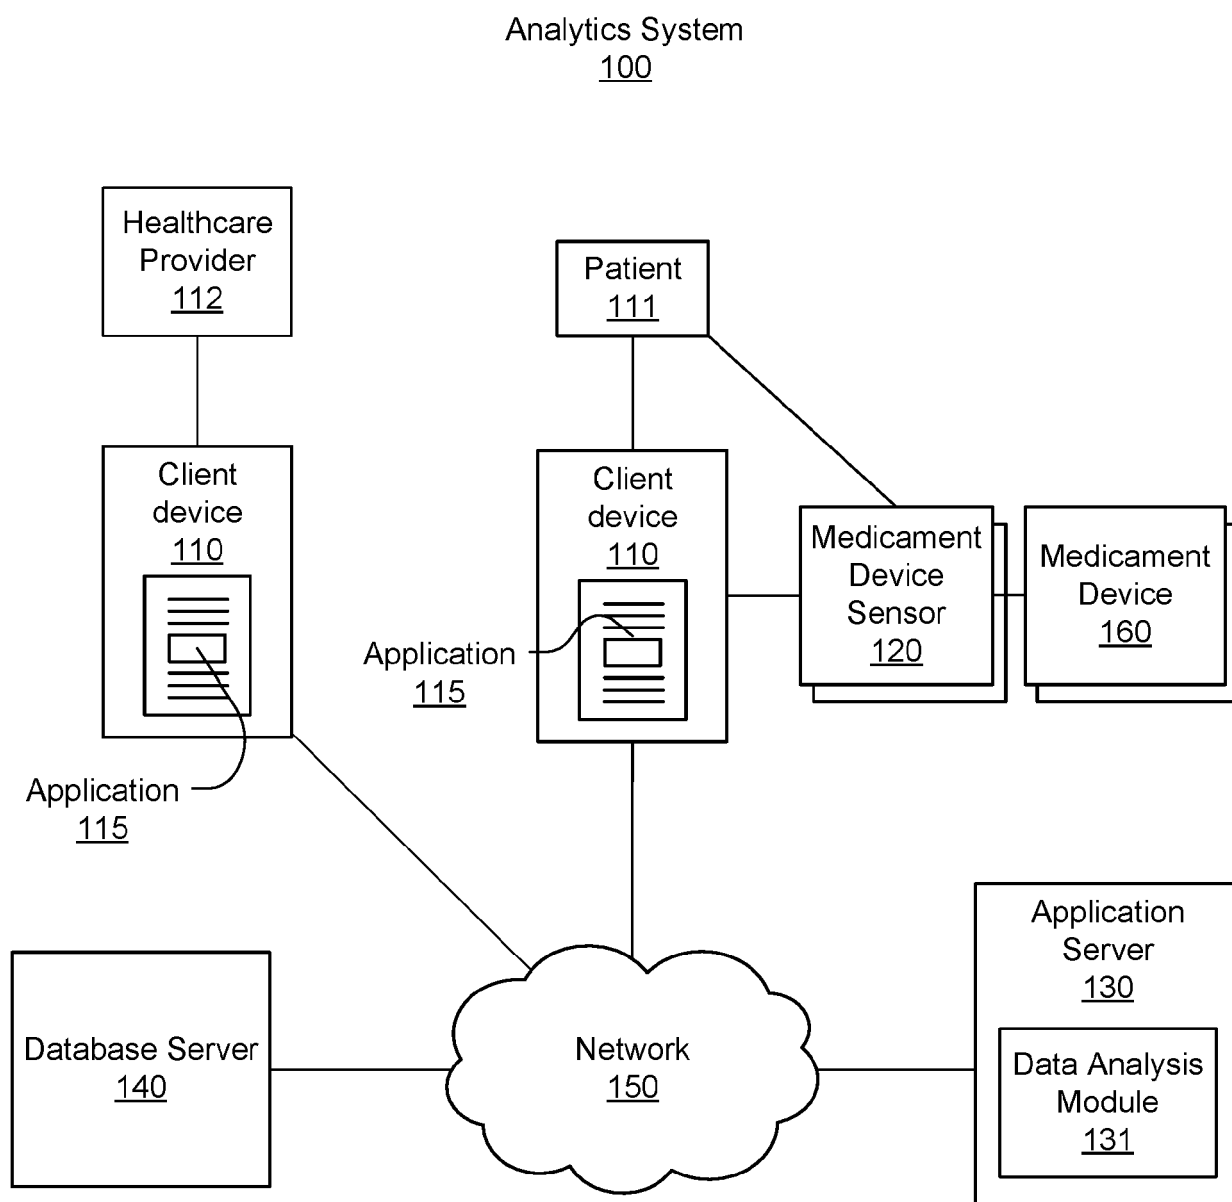 Analytics System
100
Healthcare
Provider
112
Patient
111
Client
device
110
Application
115
Client
device
110
Application
115
Medicament
Device
Sensor
120
Medicament
Device
160
Database Server
140
Network
150
Application
Server
130
Data Analysis
Module
131